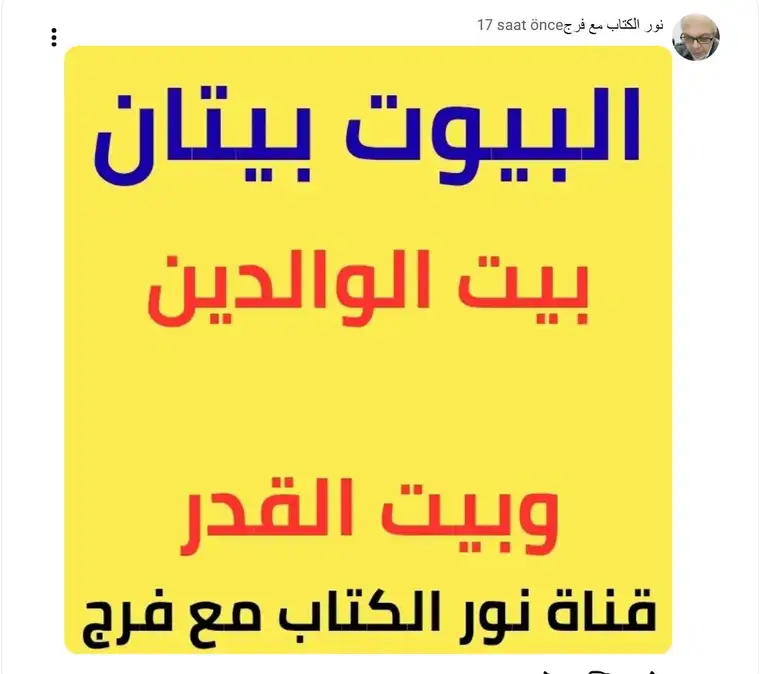 نور الكتاب مع فرج 17 saat önce
البيوت بيتان
بيت الوالدين
وبيت القدر
قناة نور الكتاب مع فرج